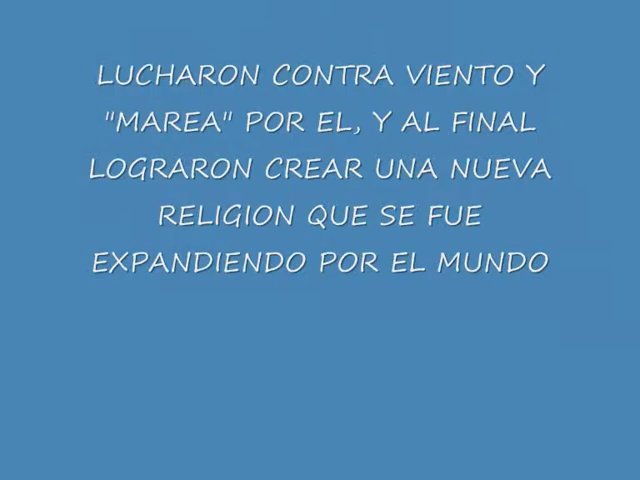 LUCHARON CONTRA VIENTO Y
"MAREA" POR EL, Y AL FINAL
LOGRARON CREAR UNA NUEVA
RELIGION QUE SE FUE
EXPANDIENDO POR EL MUNDO